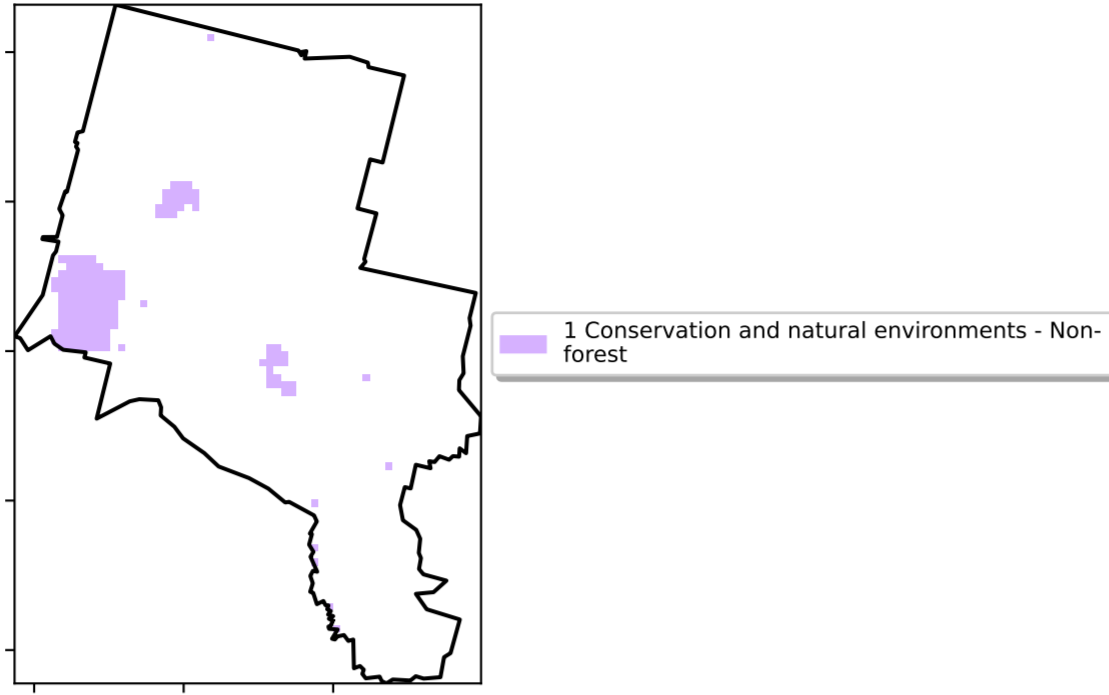 1 Conservation and natural environments - Non-
forest